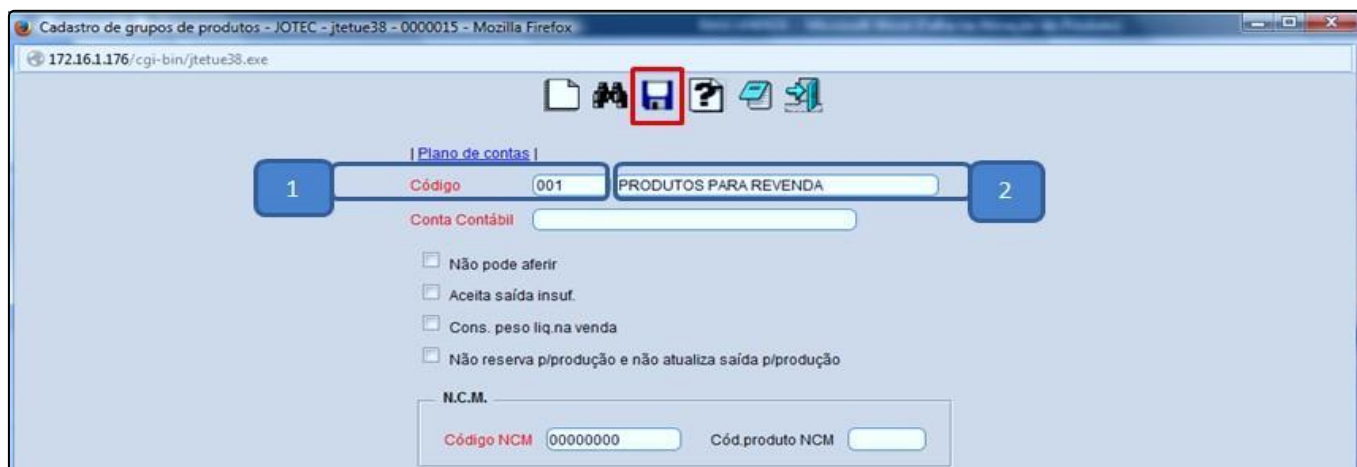 Cadastro de grupos de produtos - JOTEC - jtetue38 - 0000015 - Mozilla Firefox
172.16.1.176/cgi-bin/jtetue38.exe
| Plano de contas |
1 Código 001 PRODUTOS PARA REVENDA 2
Conta Contábil
Não pode aferir
Aceita saída insuf.
Cons. peso liq.na venda
Não reserva p/produção e não atualiza saída p/produção
N.C.M.
Código NCM 00000000 Cód.produto NCM